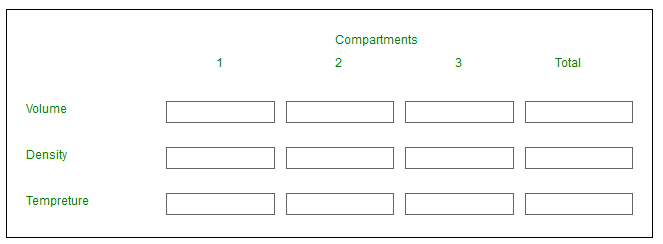 Compartments
1 2 3 Total
Volume
Density
Tempreture